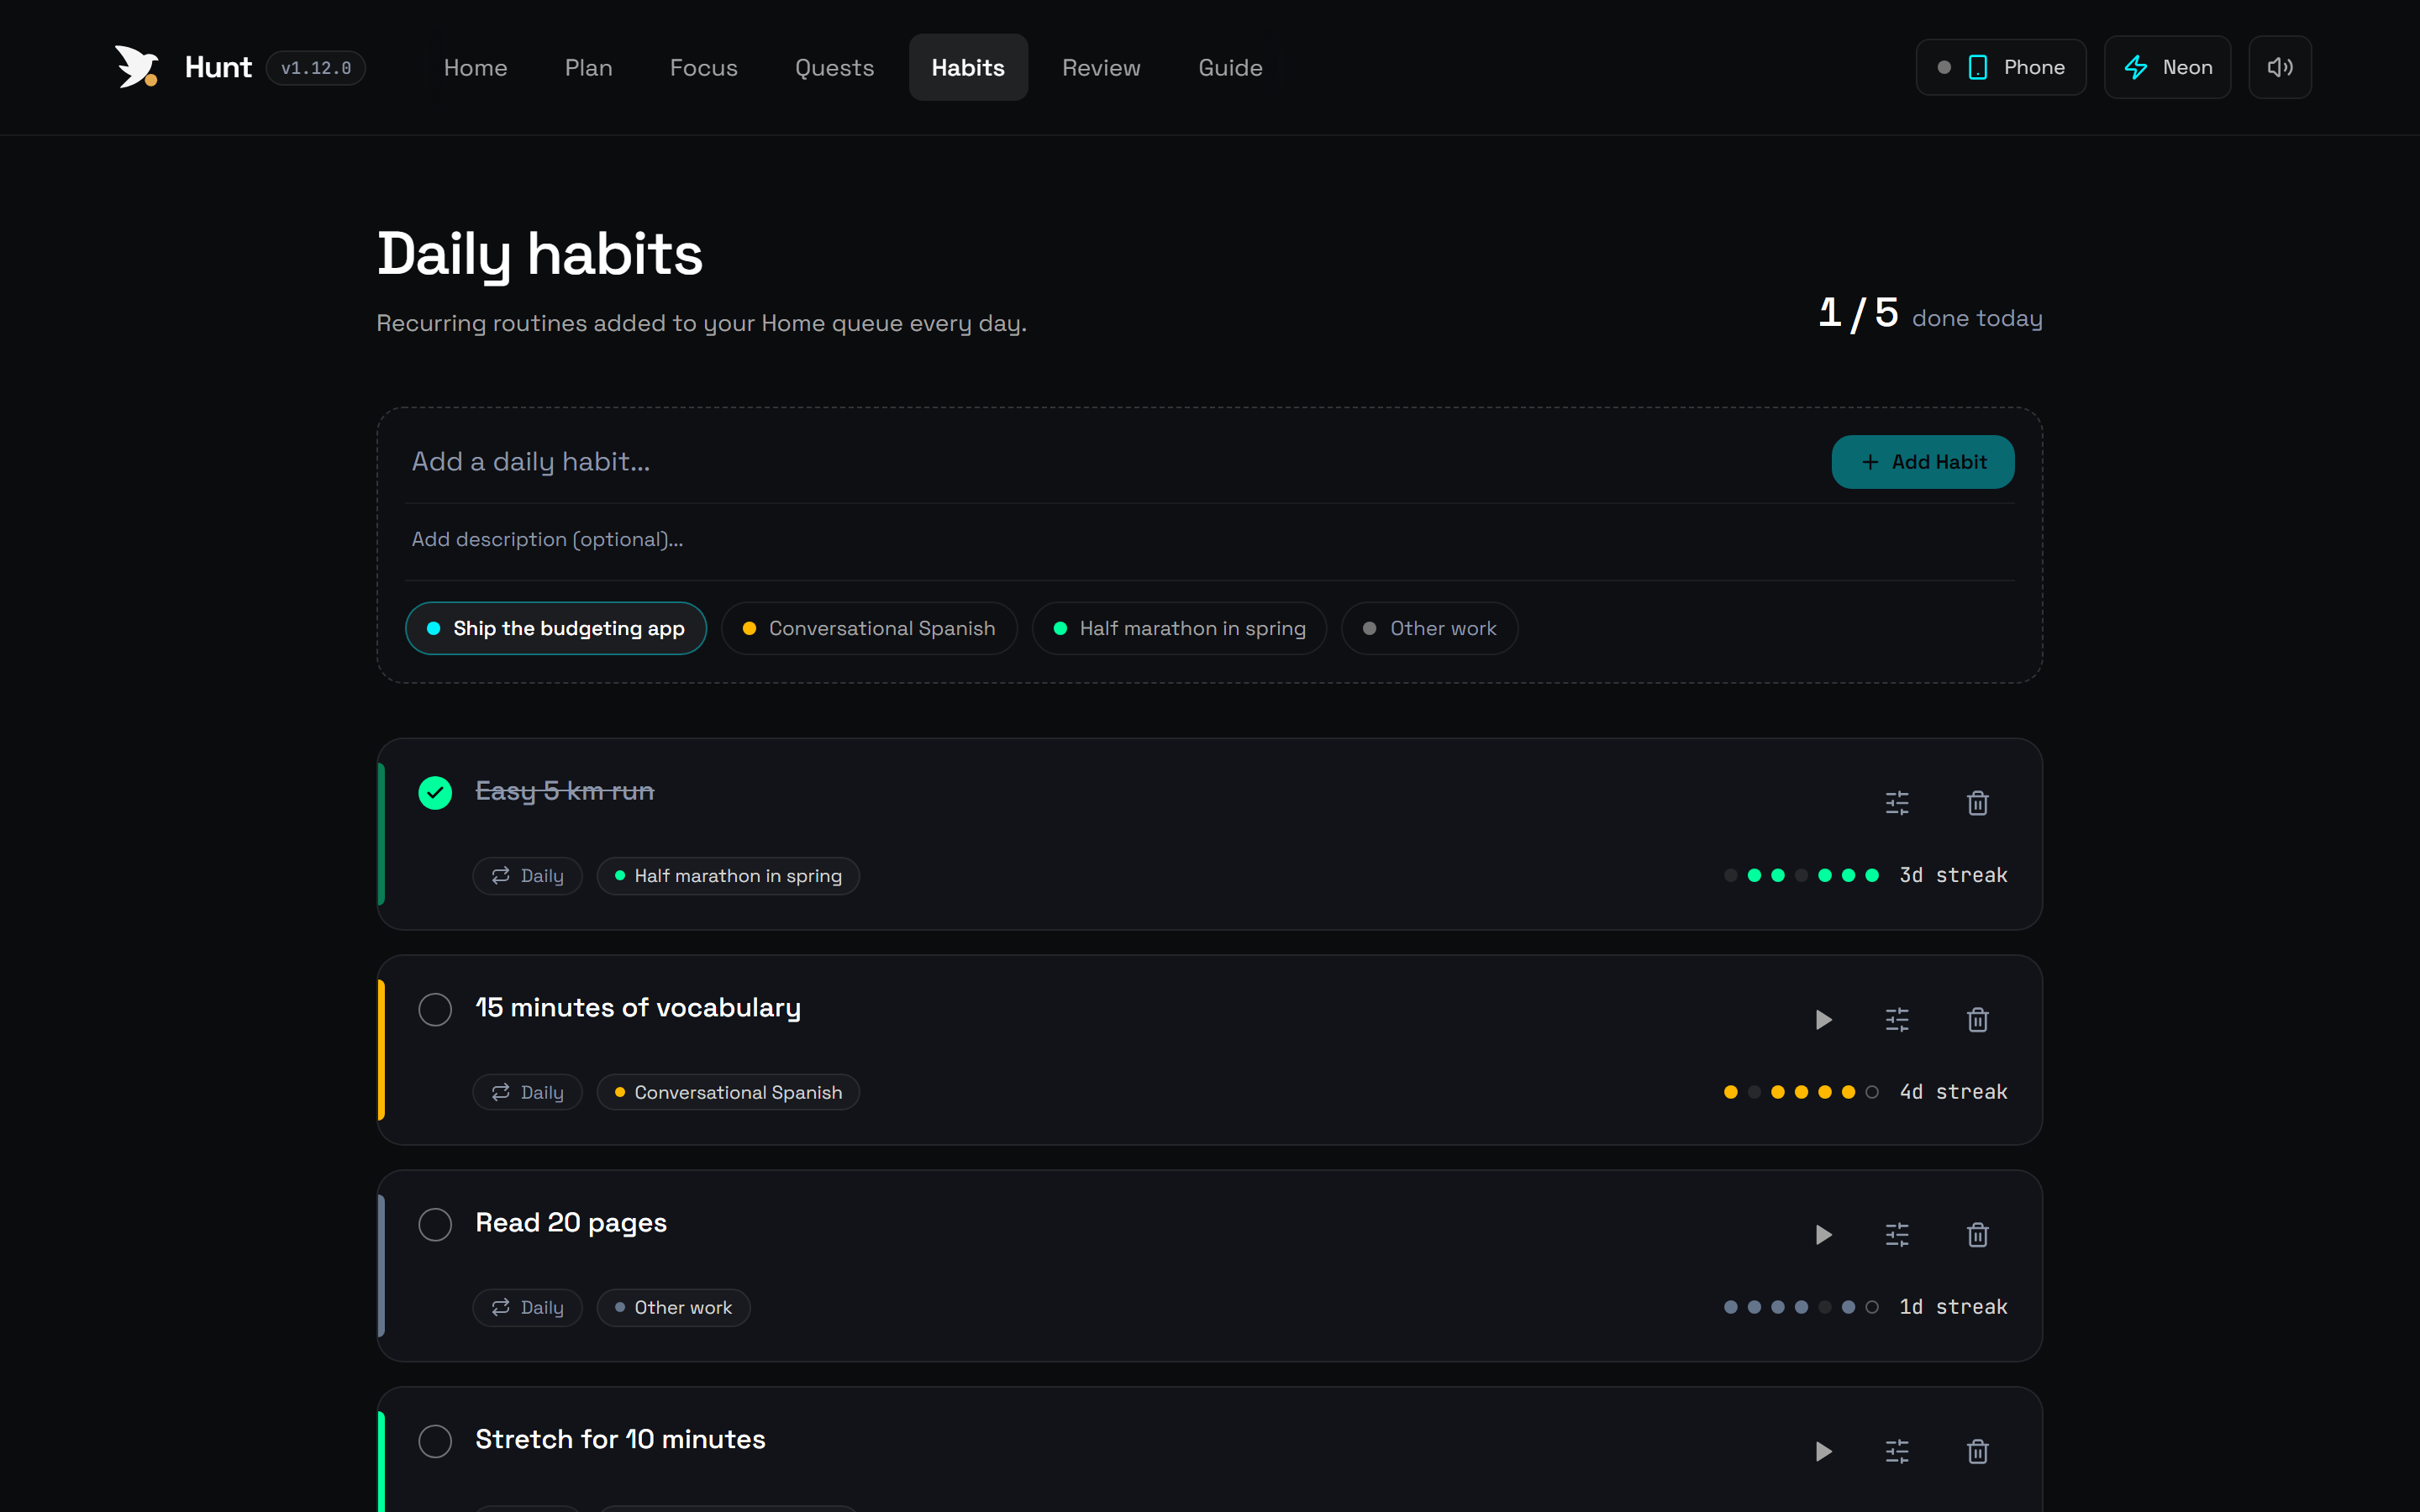 Hunt v1.12.0 Home Plan Focus Quests Habits Review Guide Phone Neon
Daily habits
Recurring routines added to your Home queue every day.
1 / 5 done today
Add a daily habit...
+ Add Habit
Add description (optional)...
Ship the budgeting app Conversational Spanish Half marathon in spring Other work
Easy 5 km run
Daily Half marathon in spring 3d streak
15 minutes of vocabulary
Daily Conversational Spanish 4d streak
Read 20 pages
Daily Other work 1d streak
Stretch for 10 minutes